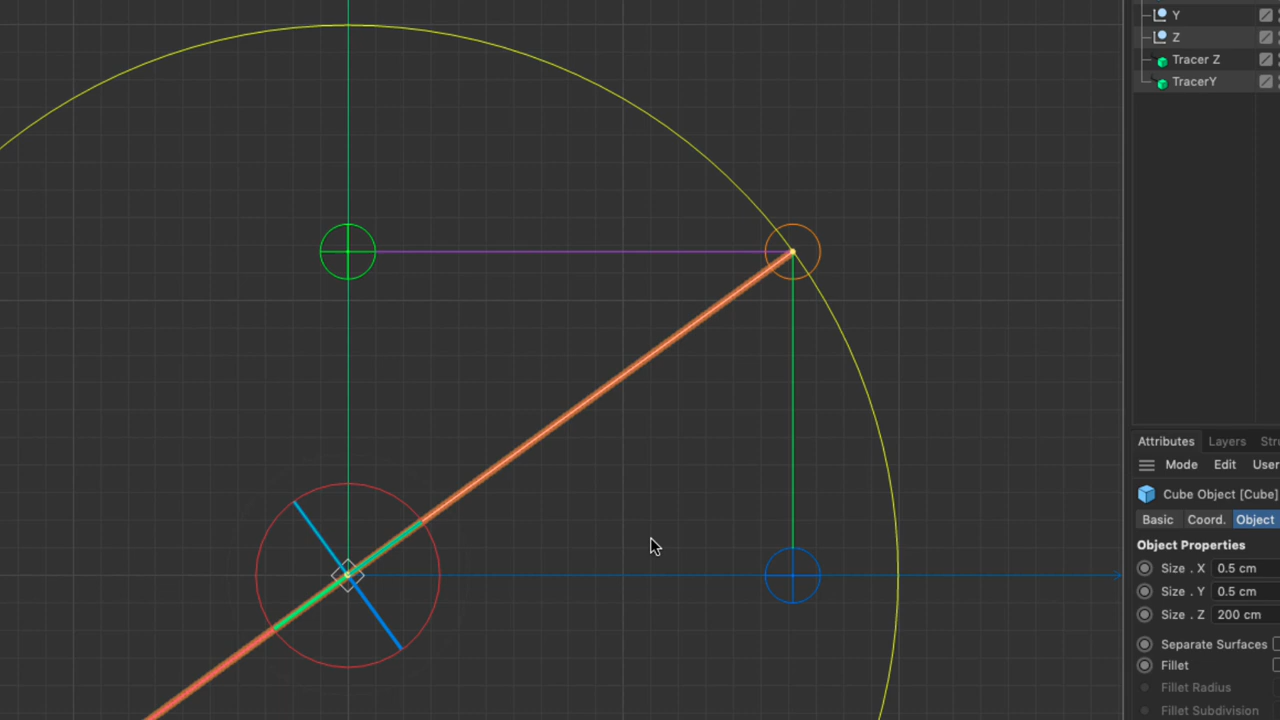 Y
Z
Tracer Z
TracerY
Attributes Layers
Mode Edit User
Cube Object [Cube]
Basic Coord. Object
Object Properties
Size . X 0.5 cm
Size . Y 0.5 cm
Size . Z 200 cm
Separate Surfaces
Fillet
Fillet Radius
Fillet Subdivision